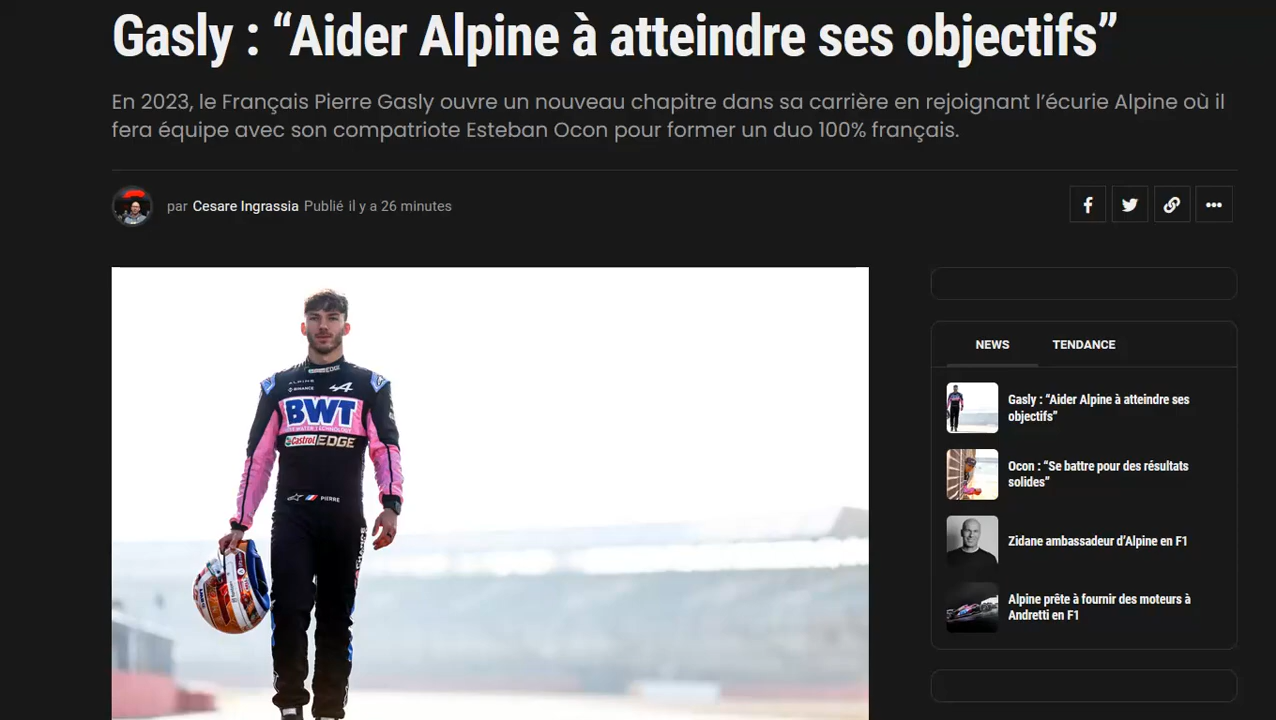 Gasly : “Aider Alpine à atteindre ses objectifs”
En 2023, le Français Pierre Gasly ouvre un nouveau chapitre dans sa carrière en rejoignant l’écurie Alpine où il
fera équipe avec son compatriote Esteban Ocon pour former un duo 100% français.
par Cesare Ingrassia Publié il y a 26 minutes
NEWS TENDANCE
Gasly : “Aider Alpine à atteindre ses
objectifs”
Ocon : “Se battre pour des résultats
solides”
Zidane ambassadeur d’Alpine en F1
Alpine prête à fournir des moteurs à
Andretti en F1
EDGE
ALPINE
BINANCE
BWT
Castrol EDGE
PIERRE